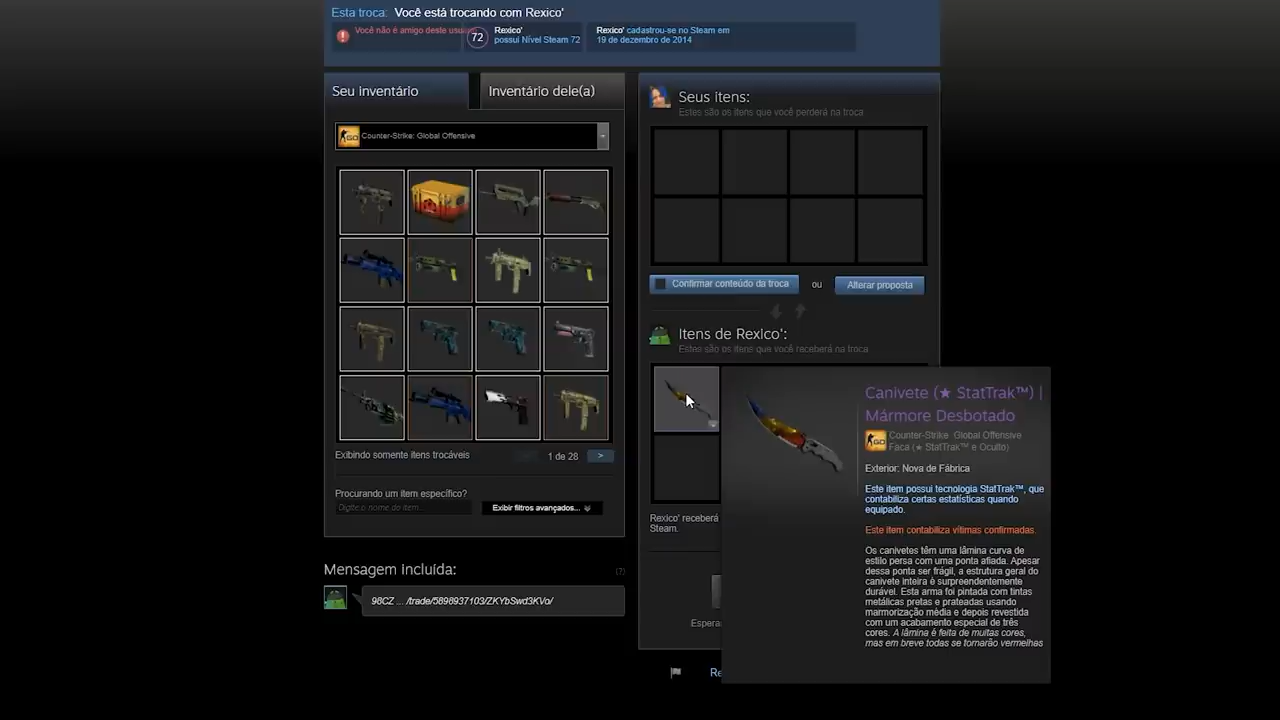 Esta troca: Você está trocando com Rexico'
Você não é amigo deste
72
Rexico'
possui Nível Steam 72
Rexico' cadastrou-se no Steam em
19 de dezembro de 2014
Seu inventário
Inventário dele(a)
Counter-Strike: Global Offensive
Exibindo somente itens trocáveis
1 de 28
>
Procurando um item específico?
Digite o nome do item
Exibir filtros avançados...
Mensagem incluída:
(7)
98CZ ... /trade/5898937103/ZKYbSwd3KVo/
Seus itens:
Estes são os itens que você perderá na troca
Confirmar conteúdo da troca
ou
Alterar proposta
Itens de Rexico':
Estes são os itens que você receberá na troca
Rexico' receberá
Steam.
Espera
Re
Canivete (★ StatTrak™) |
Mármore Desbotado
Counter-Strike Global Offensive
Faca (★ StatTrak™ e Oculto)
Exterior: Nova de Fábrica
Este item possui tecnologia StatTrak™, que
contabiliza certas estatísticas quando
equipado.
Este item contabiliza vítimas confirmadas.
Os canivetes têm uma lâmina curva de
estilo persa com uma ponta afiada. Apesar
dessa ponta ser frágil, a estrutura geral do
canivete inteira é surpreendentemente
durável. Esta arma foi pintada com tintas
metálicas pretas e prateadas usando
marmorização média e depois revestida
com um acabamento especial de três
cores. A lâmina é feita de muitas cores,
mas em breve todas se tornarão vermelhas